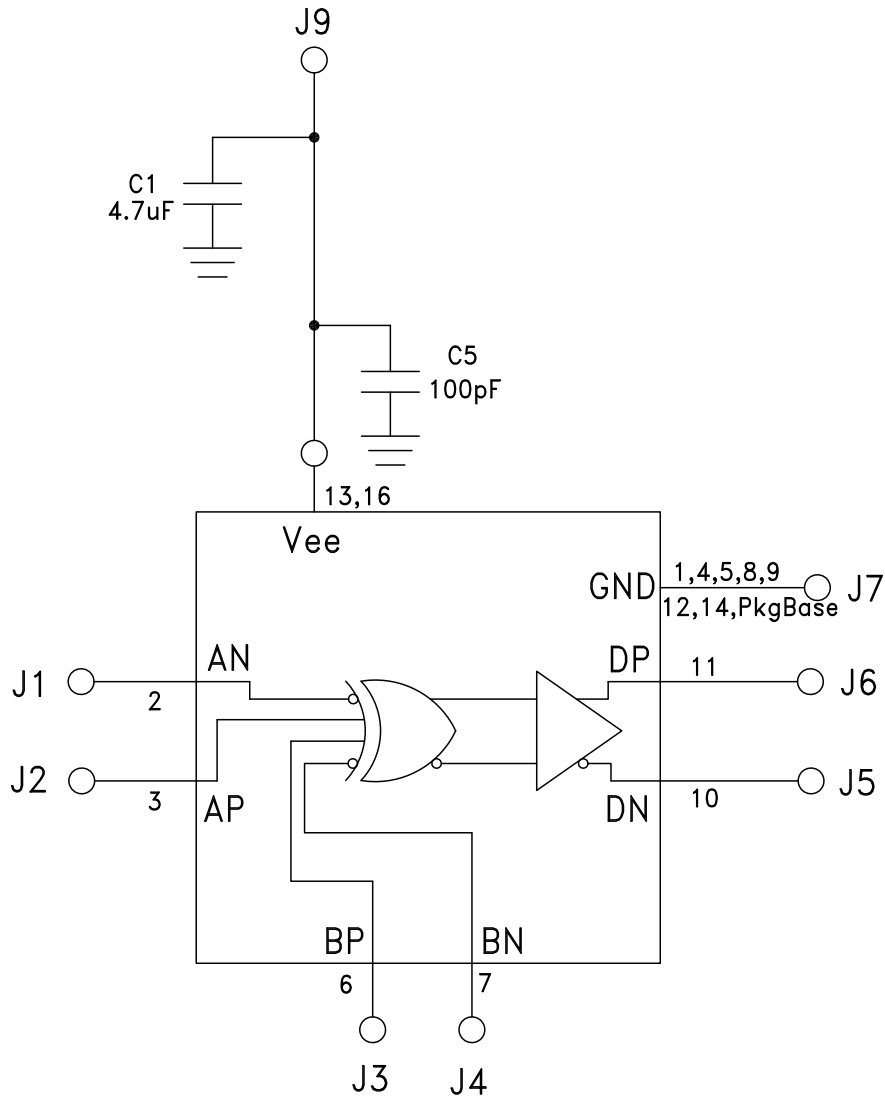 J9
C1
4.7uF
C5
100pF
13,16
Vee
GND
1,4,5,8,9
J7
12,14,PkgBase
AN
DP
11
J1
J6
2
J2
J5
3
AP
DN
10
BP
BN
6
7
J3
J4